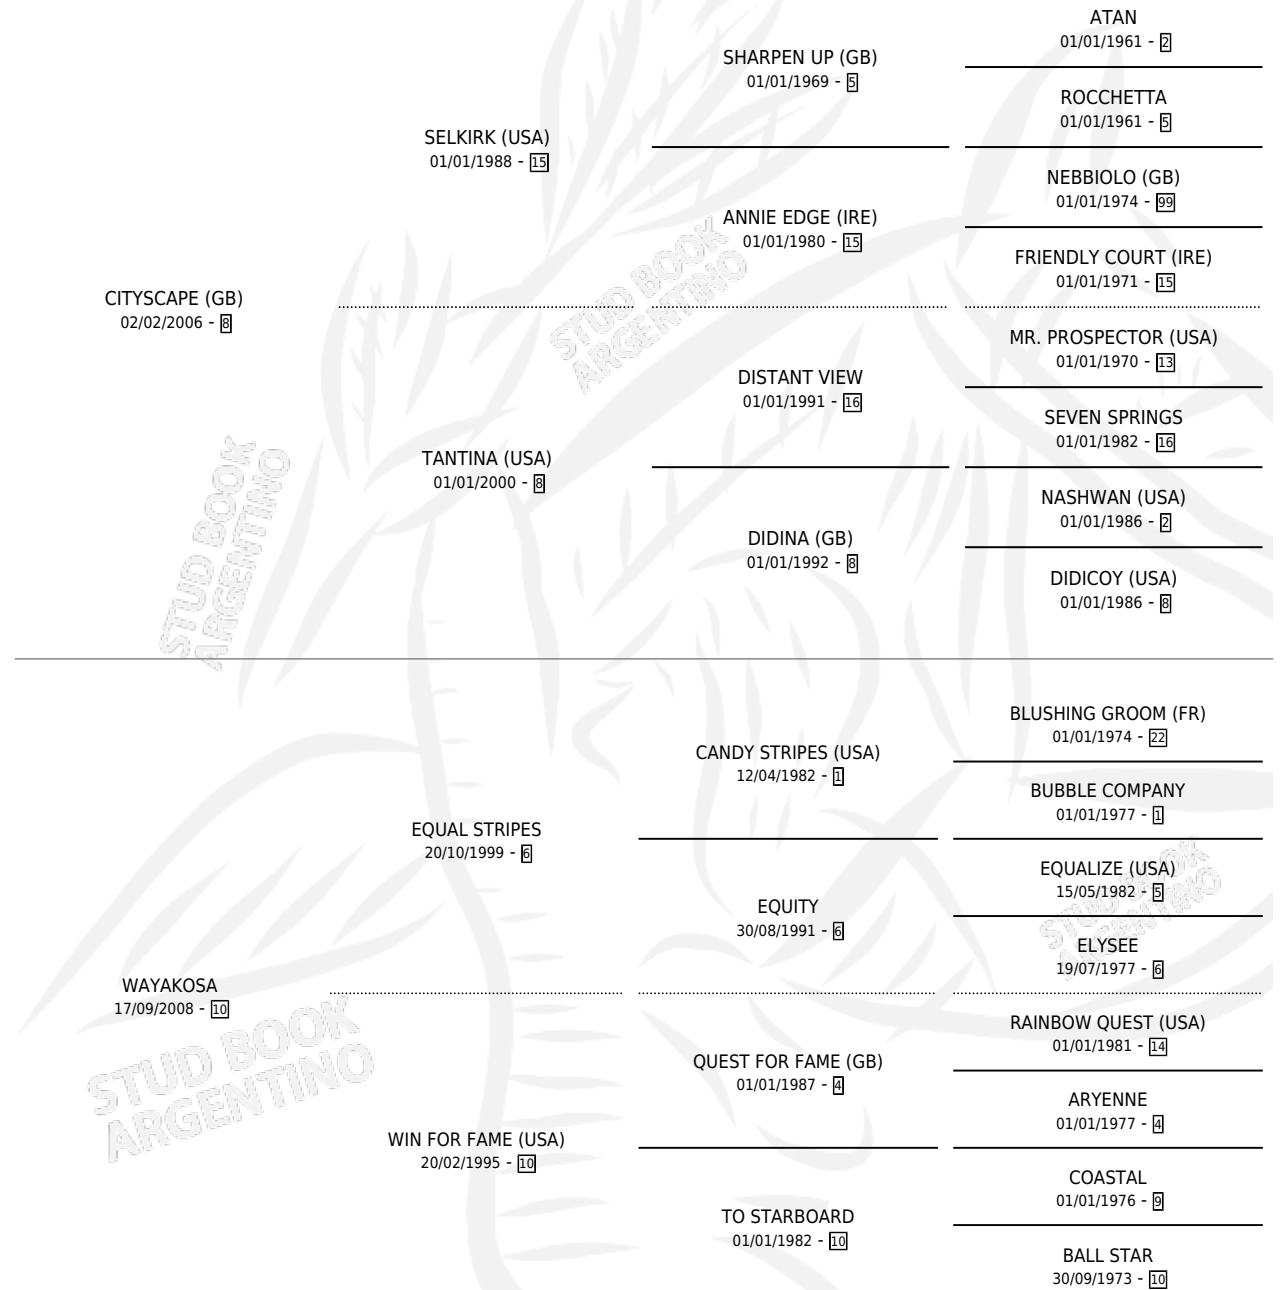 ATAN
01/01/1961 - 2
SHARPEN UP (GB)
01/01/1969 - 5
ROCCHETTA
01/01/1961 - 5
SELKIRK (USA)
01/01/1988 - 15
NEBBIOLO (GB)
01/01/1974 - 99
ANNIE EDGE (IRE)
01/01/1980 - 15
FRIENDLY COURT (IRE)
01/01/1971 - 15
CITYSCAPE (GB)
02/02/2006 - 8
STUD BOOK
ARGENTINO
MR. PROSPECTOR (USA)
01/01/1970 - 13
DISTANT VIEW
01/01/1991 - 16
SEVEN SPRINGS
01/01/1982 - 16
TANTINA (USA)
01/01/2000 - 8
NASHWAN (USA)
01/01/1986 - 2
DIDINA (GB)
01/01/1992 - 8
DIDICOY (USA)
01/01/1986 - 8
STUD BOOK
ARGENTINO
BLUSHING GROOM (FR)
01/01/1974 - 22
CANDY STRIPES (USA)
12/04/1982 - 1
BUBBLE COMPANY
01/01/1977 - 1
EQUAL STRIPES
20/10/1999 - 6
EQUALIZE (USA)
15/05/1982 - 5
EQUITY
30/08/1991 - 6
STUD BOOK
ARGENTINO
ELYSEE
19/07/1977 - 6
WAYAKOSA
17/09/2008 - 10
STUD BOOK
ARGENTINO
RAINBOW QUEST (USA)
01/01/1981 - 14
QUEST FOR FAME (GB)
01/01/1987 - 4
ARYENNE
01/01/1977 - 4
WIN FOR FAME (USA)
20/02/1995 - 10
COASTAL
01/01/1976 - 9
TO STARBOARD
01/01/1982 - 10
BALL STAR
30/09/1973 - 10